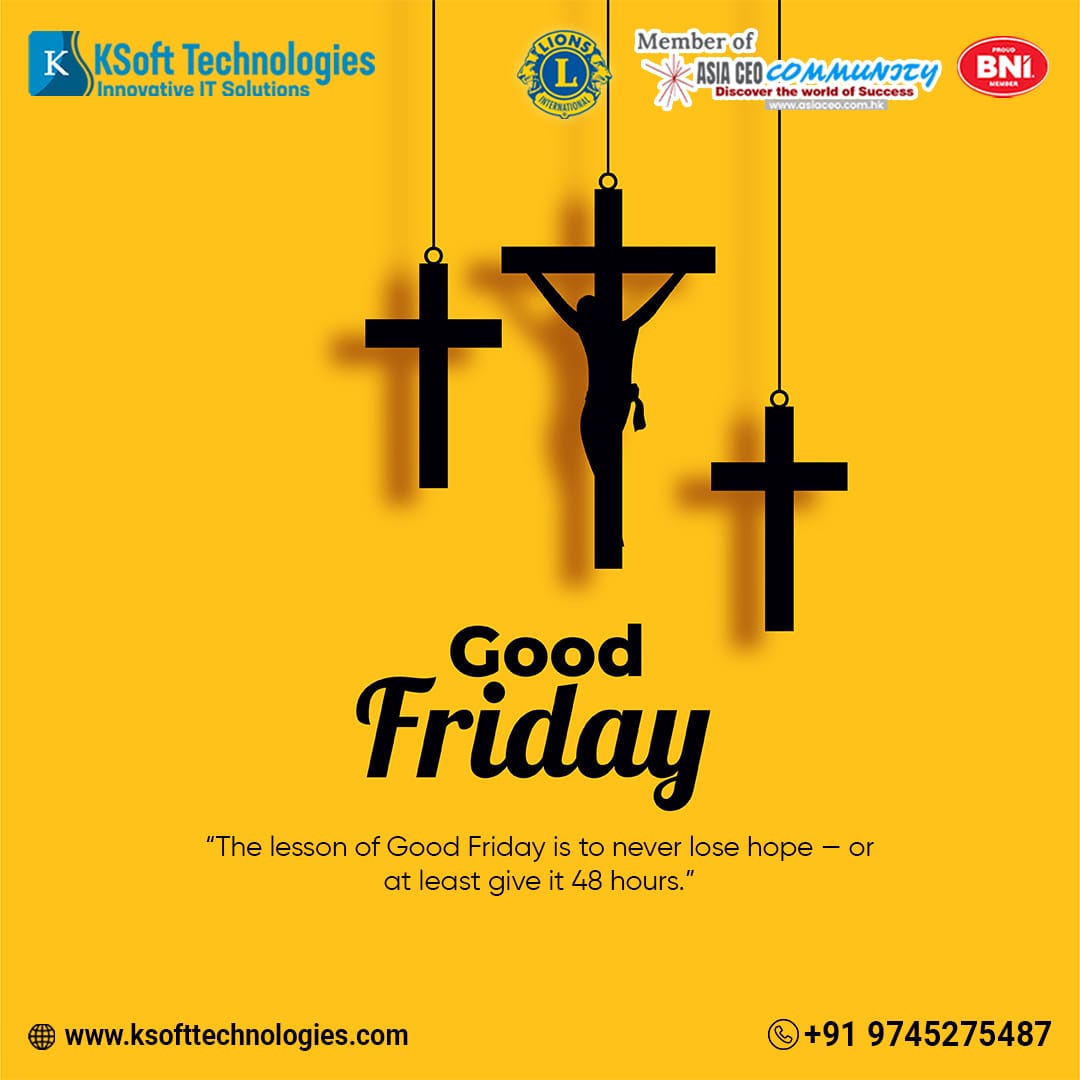 K
KSoft Technologies
Innovative IT Solutions
LIONS
L
INTERNATIONAL
Member of
ASIA CEO COMMUNITY
Discover the world of Success
www.asiaceo.com.hk
PROUD
BNI
MEMBER
Good
Friday
“The lesson of Good Friday is to never lose hope — or
at least give it 48 hours.”
www.ksofttechnologies.com
+91 9745275487